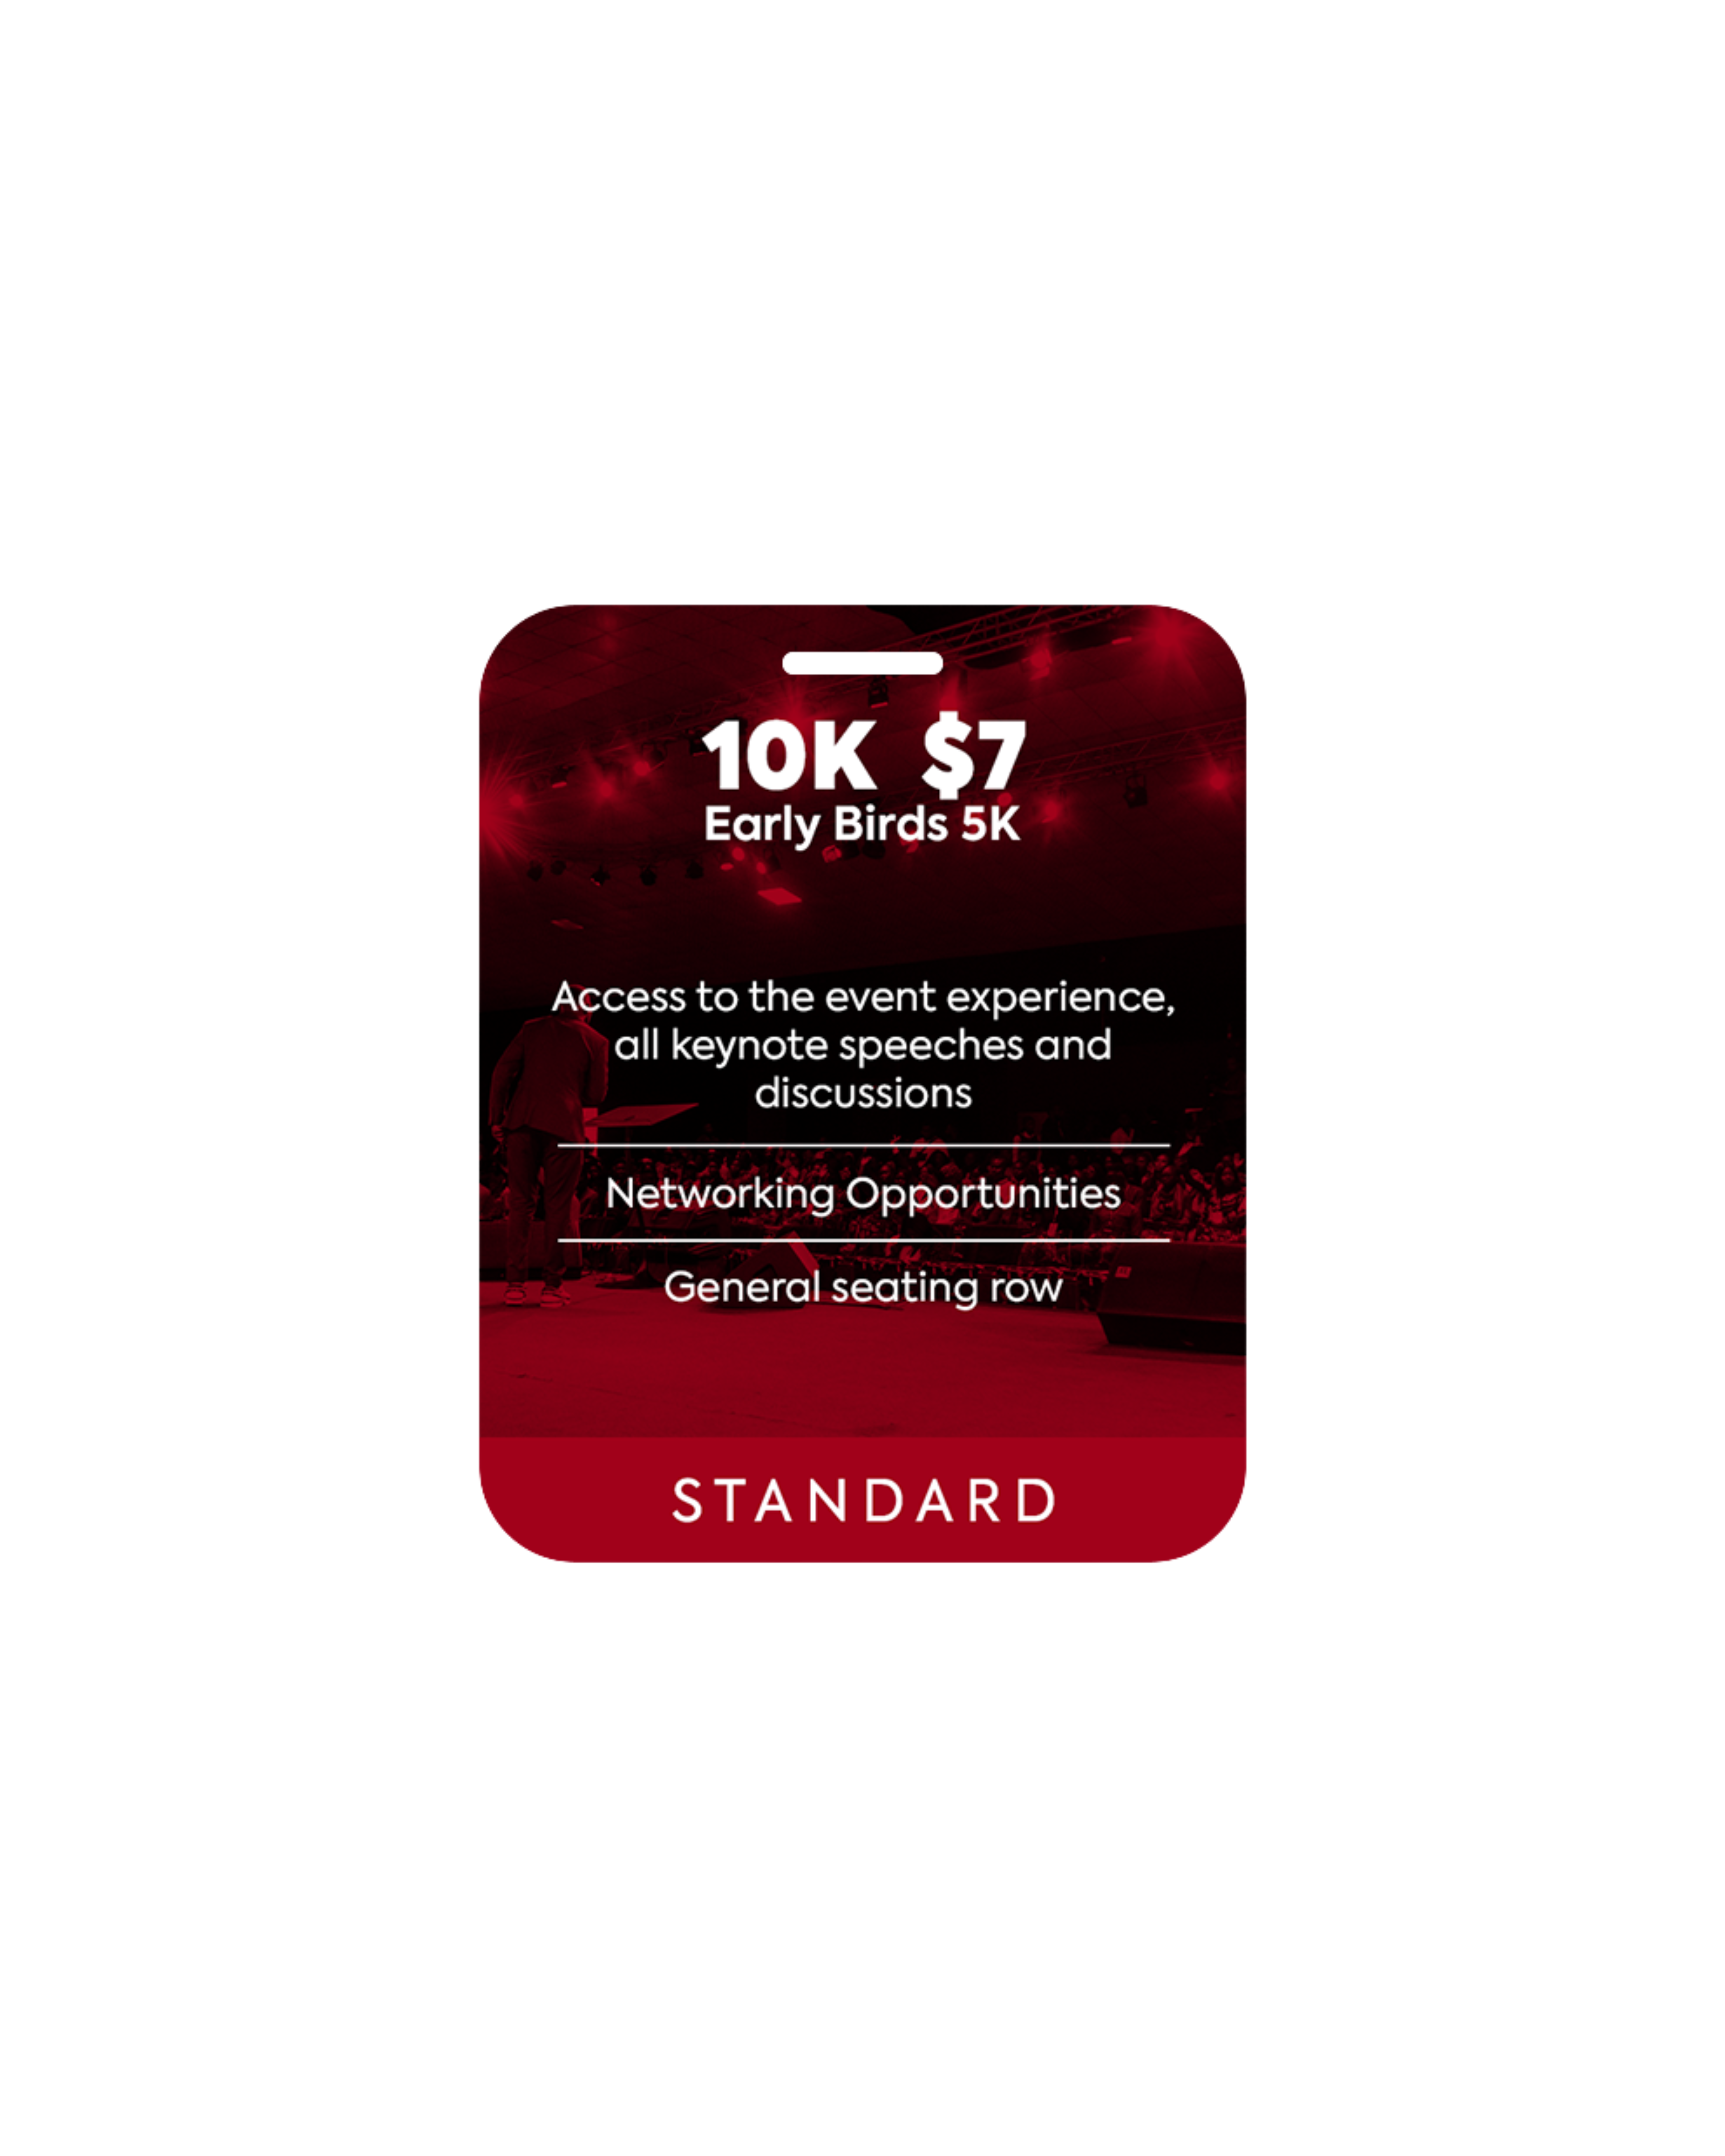 10K $7
Early Birds 5K
Access to the event experience,
all keynote speeches and
discussions
Networking Opportunities
General seating row
STANDARD